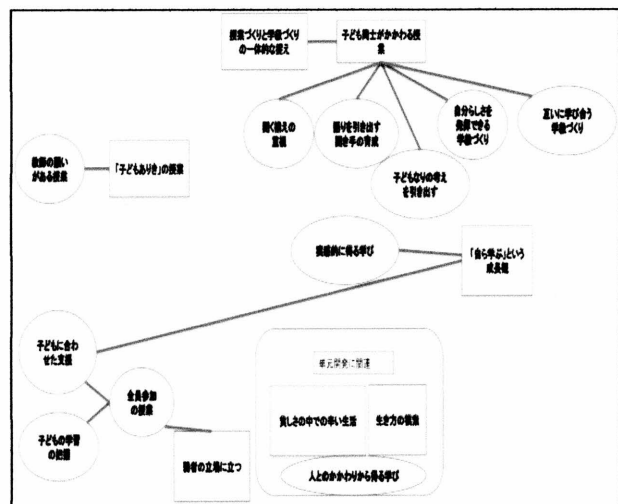 授業づくりと学級づくり
の一体的な捉え
子ども同士がかかわる授
業
聞く構えの
重視
語りを引き出す
聞き手の育成
自分らしさを
発揮できる
学級づくり
互いに学び合う
学級づくり
子どもなりの考え
を引き出す
教師の願い
がある授業
「子どもありき」の授業
実感的に得る学び
「自ら学ぶ」という
成長観
子どもに合わ
せた支援
全員参加
の授業
子どもの学習
の把握
弱者の立場に立つ
単元開発に関連
貧しさの中での辛い生活
生き方の模索
人とのかかわりから得る学び